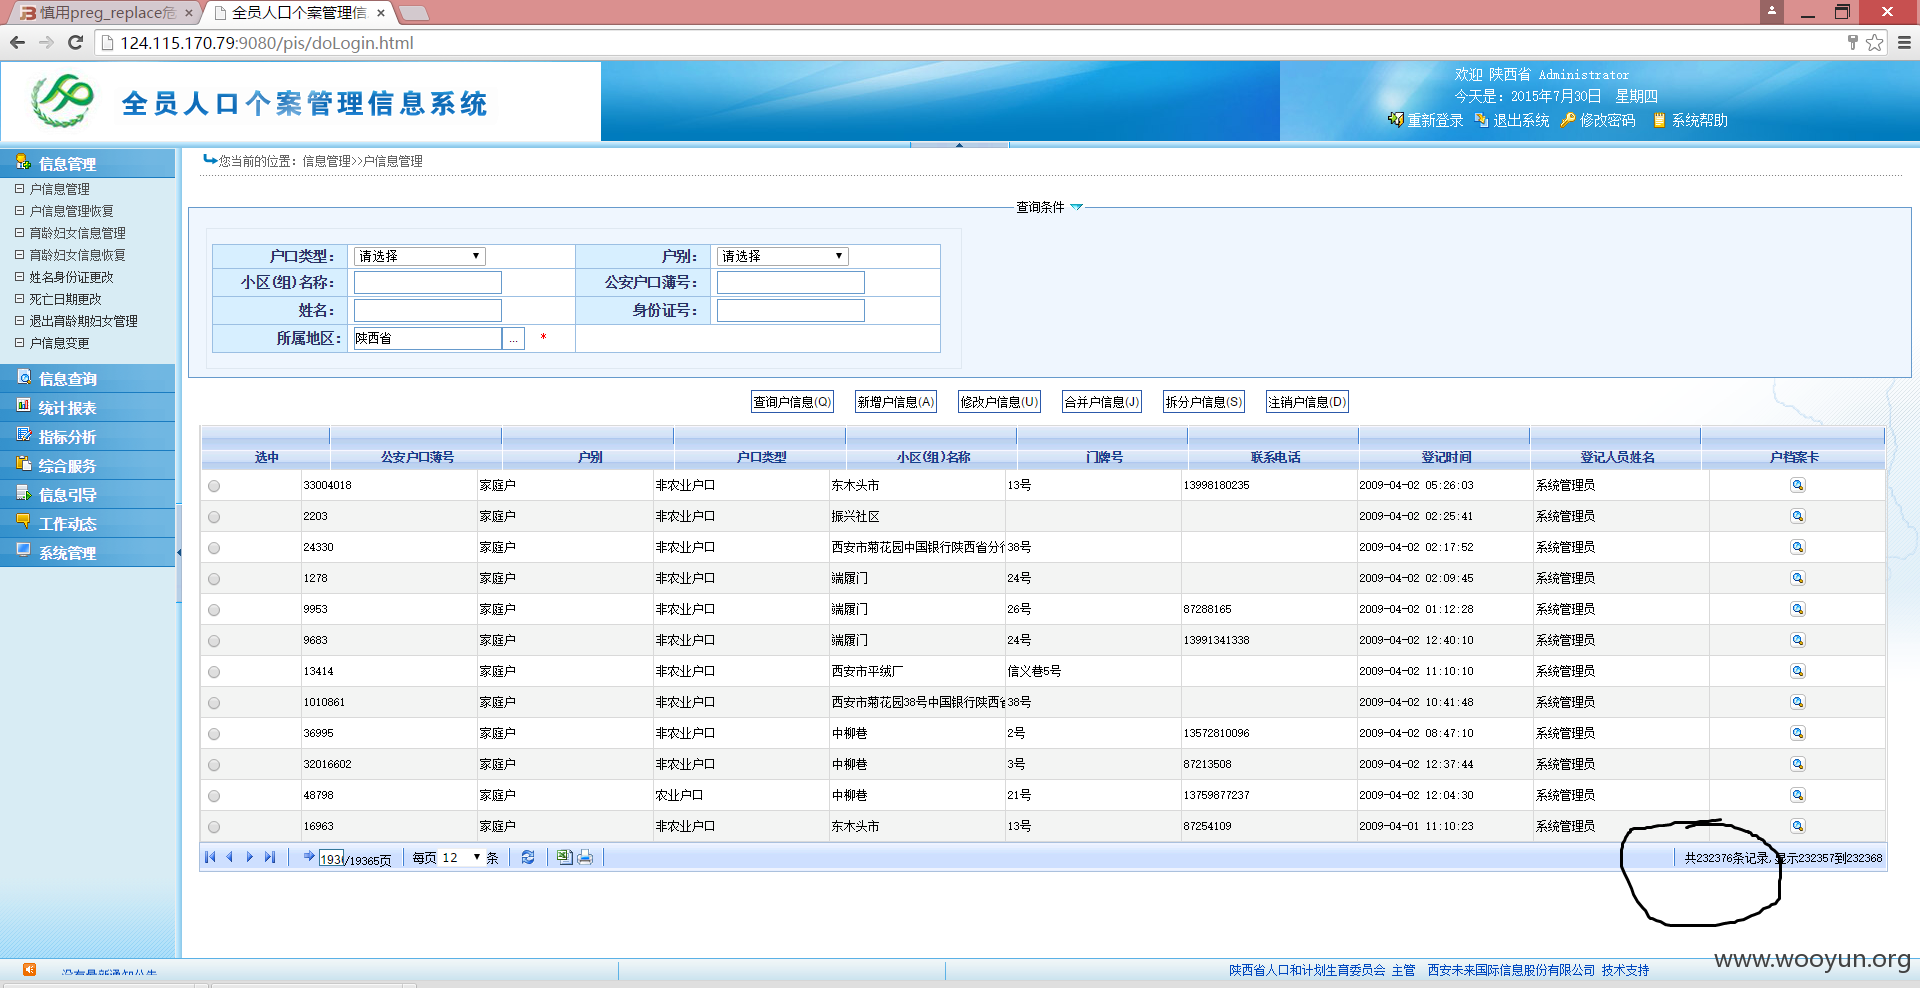 慎用preg_replace危
全员人口个案管理信
124.115.170.79:9080/pis/doLogin.html
全员人口个案管理信息系统
欢迎 陕西省 Administrator
今天是：2015年7月30日 星期四
重新登录 退出系统 修改密码 系统帮助
信息管理
户信息管理
户信息管理恢复
育龄妇女信息管理
育龄妇女信息恢复
姓名身份证更改
死亡日期更改
退出育龄期妇女管理
户信息变更
信息查询
统计报表
指标分析
综合服务
信息引导
工作动态
系统管理
您当前的位置：信息管理>>户信息管理
查询条件
户口类型： 请选择 户别： 请选择
小区(组)名称： 公安户口薄号：
姓名： 身份证号：
所属地区： 陕西省 ... *
查询户信息(Q) 新增户信息(A) 修改户信息(U) 合并户信息(J) 拆分户信息(S) 注销户信息(D)
选中 公安户口薄号 户别 户口类型 小区(组)名称 门牌号 联系电话 登记时间 登记人员姓名 户档案卡
33004018 家庭户 非农业户口 东木头市 13号 13998180235 2009-04-02 05:26:03 系统管理员
2203 家庭户 非农业户口 振兴社区 2009-04-02 02:25:41 系统管理员
24330 家庭户 非农业户口 西安市菊花园中国银行陕西省分行 38号 2009-04-02 02:17:52 系统管理员
1278 家庭户 非农业户口 端履门 24号 2009-04-02 02:09:45 系统管理员
9953 家庭户 非农业户口 端履门 26号 87288165 2009-04-02 01:12:28 系统管理员
9683 家庭户 非农业户口 端履门 24号 13991341338 2009-04-02 12:40:10 系统管理员
13414 家庭户 非农业户口 西安市平绒厂 信义巷5号 2009-04-02 11:10:10 系统管理员
1010861 家庭户 非农业户口 西安市菊花园38号中国银行陕西省 38号 2009-04-02 10:41:48 系统管理员
36995 家庭户 非农业户口 中柳巷 2号 13572810096 2009-04-02 08:47:10 系统管理员
32016602 家庭户 非农业户口 中柳巷 3号 87213508 2009-04-02 12:37:44 系统管理员
48798 家庭户 农业户口 中柳巷 21号 13759877237 2009-04-02 12:04:30 系统管理员
16963 家庭户 非农业户口 东木头市 13号 87254109 2009-04-01 11:10:23 系统管理员
193 /19365页 每页 12 条 共232376条记录,显示232357到232368
没有最新通知公告
陕西省人口和计划生育委员会 主管 西安未来国际信息股份有限公司 技术支持
www.wooyun.org